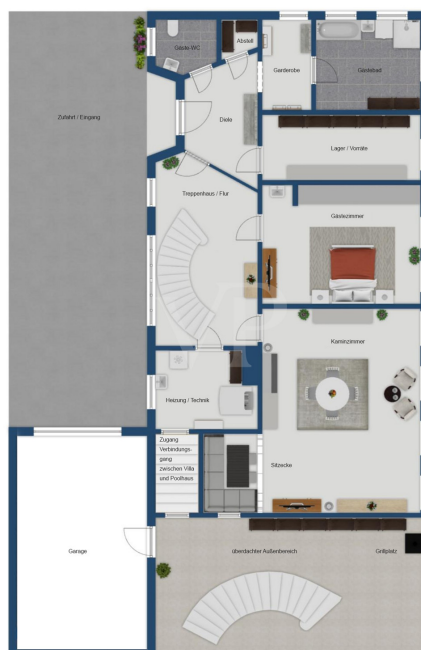 Gäste-WC
Abstell
Garderobe
Gästebad
Zufahrt / Eingang
Diele
Lager / Vorräte
Treppenhaus / Flur
Gästezimmer
VP
Kaminzimmer
Heizung / Technik
Zugang
Verbindungs-
gang
zwischen Villa
und Poolhaus
Sitzecke
Garage
überdachter Außenbereich
Grillplatz